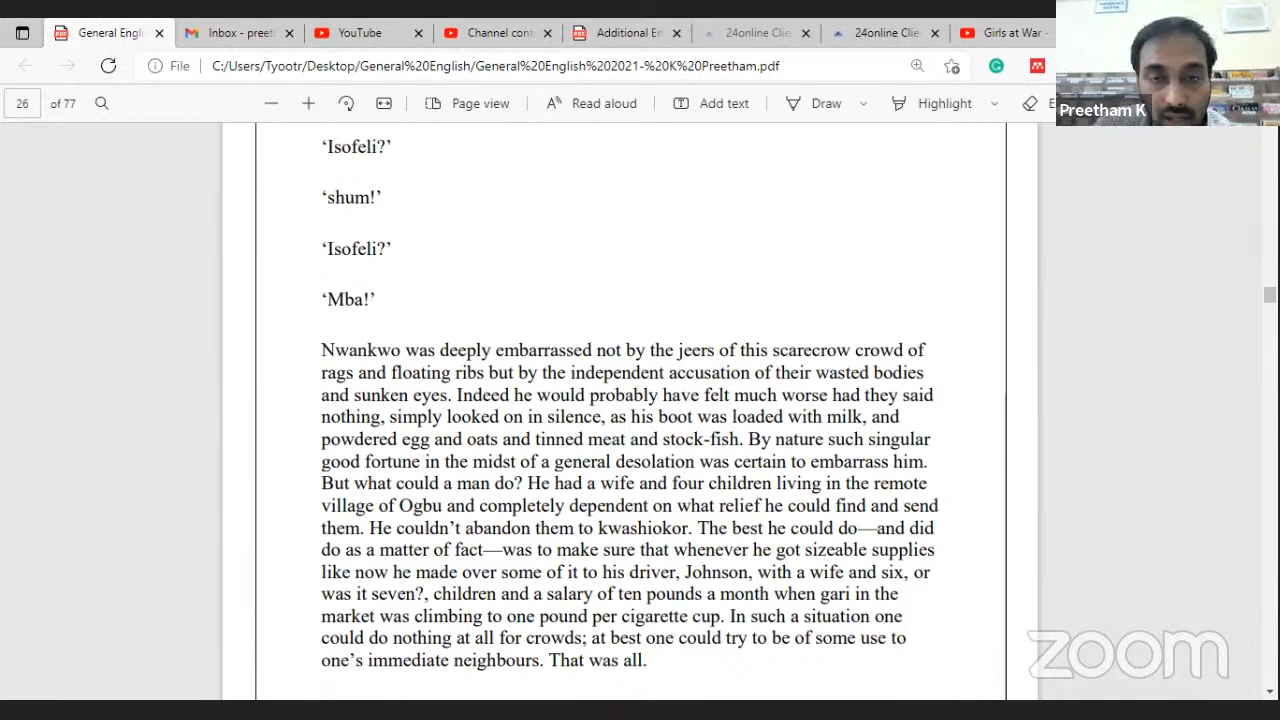 General Engli
Inbox - preet
YouTube
Channel cont
Additional En
24online Clie
24online Clie
Girls at War -
File C:/Users/Tyootr/Desktop/General%20English/General%20English%202021-%20K%20Preetham.pdf
26 of 77 Page view Read aloud Add text Draw Highlight
Preetham K
‘Isofeli?’
‘shum!’
‘Isofeli?’
‘Mba!’
Nwankwo was deeply embarrassed not by the jeers of this scarecrow crowd of
rags and floating ribs but by the independent accusation of their wasted bodies
and sunken eyes. Indeed he would probably have felt much worse had they said
nothing, simply looked on in silence, as his boot was loaded with milk, and
powdered egg and oats and tinned meat and stock-fish. By nature such singular
good fortune in the midst of a general desolation was certain to embarrass him.
But what could a man do? He had a wife and four children living in the remote
village of Ogbu and completely dependent on what relief he could find and send
them. He couldn’t abandon them to kwashiokor. The best he could do—and did
do as a matter of fact—was to make sure that whenever he got sizeable supplies
like now he made over some of it to his driver, Johnson, with a wife and six, or
was it seven?, children and a salary of ten pounds a month when gari in the
market was climbing to one pound per cigarette cup. In such a situation one
could do nothing at all for crowds; at best one could try to be of some use to
one’s immediate neighbours. That was all.
zoom